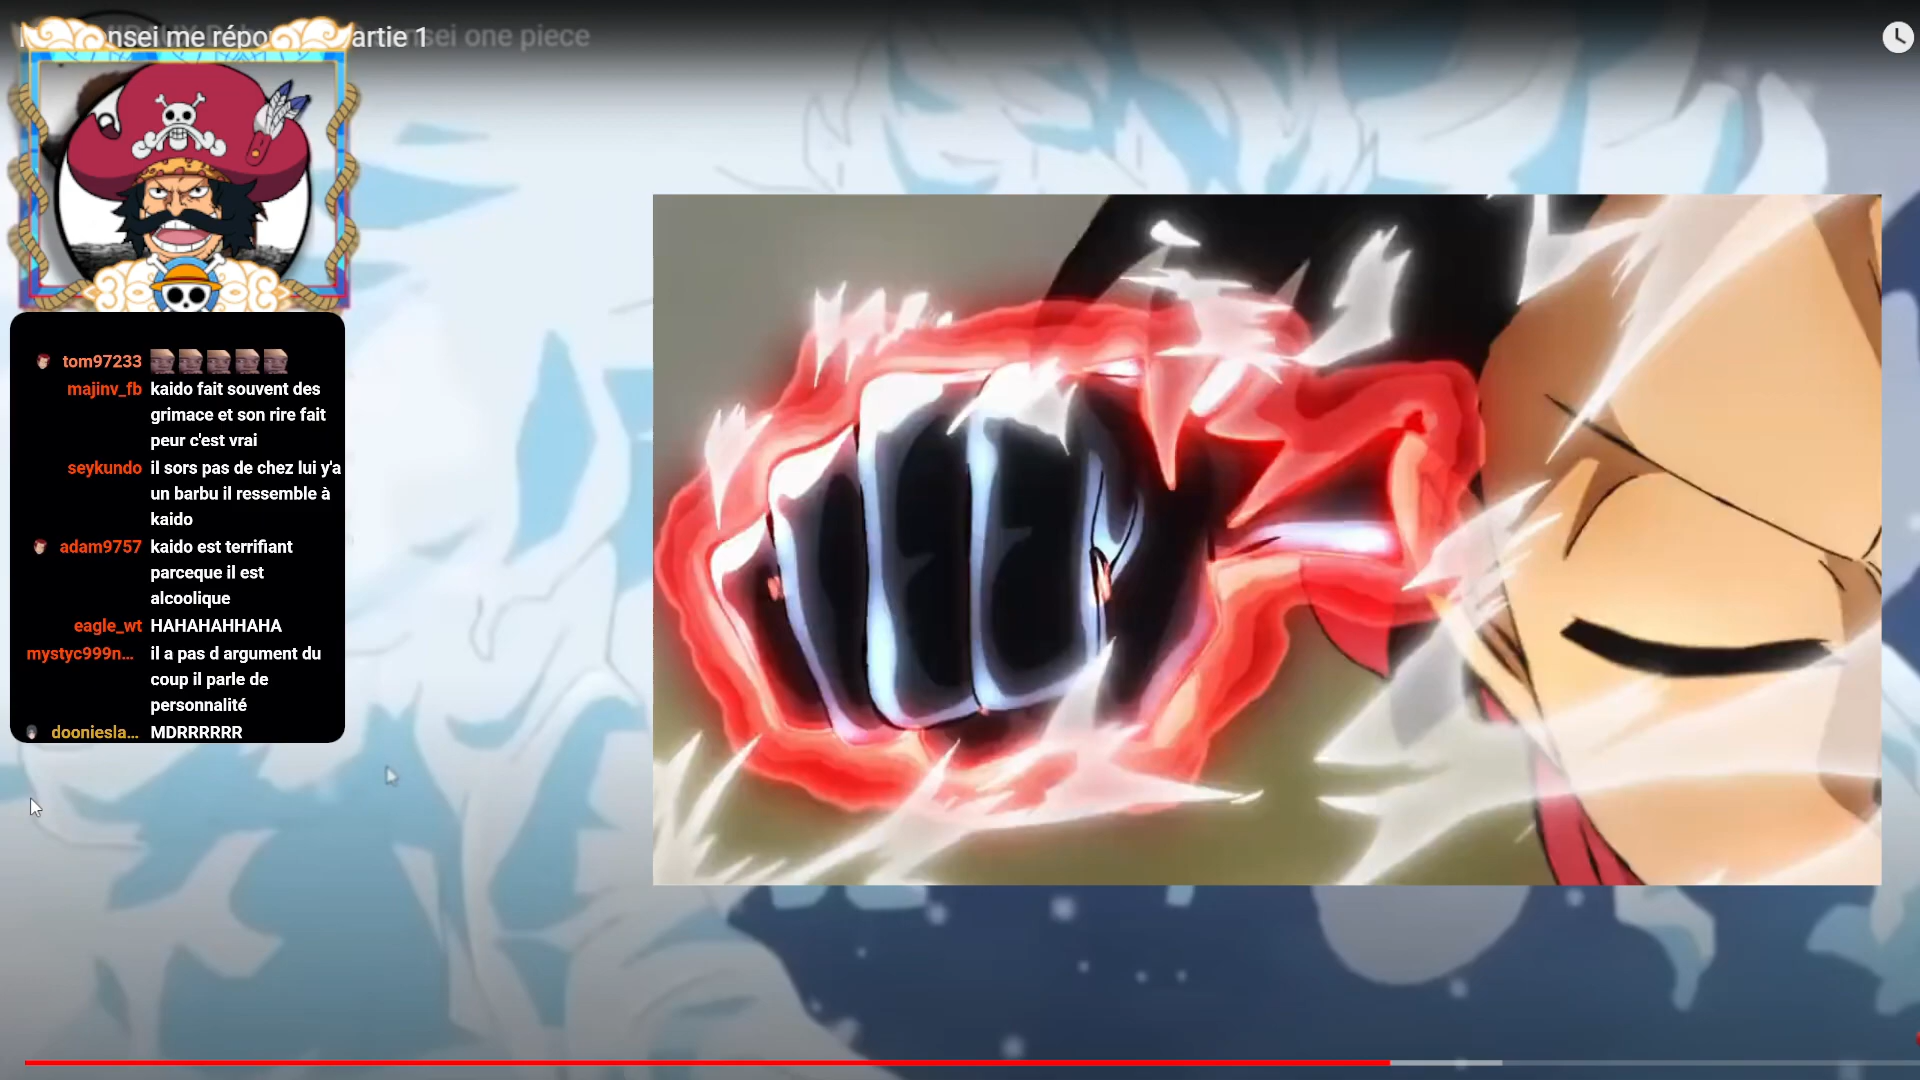 nsei me répo artie 1 nsei one piece
tom97233
majinv_fb kaido fait souvent des
grimace et son rire fait
peur c'est vrai
seykundo il sors pas de chez lui y'a
un barbu il ressemble à
kaido
adam9757 kaido est terrifiant
parceque il est
alcoolique
eagle_wt HAHAHAHHAHA
mystyc999n... il a pas d argument du
coup il parle de
personnalité
dooniesla... MDRRRRRR